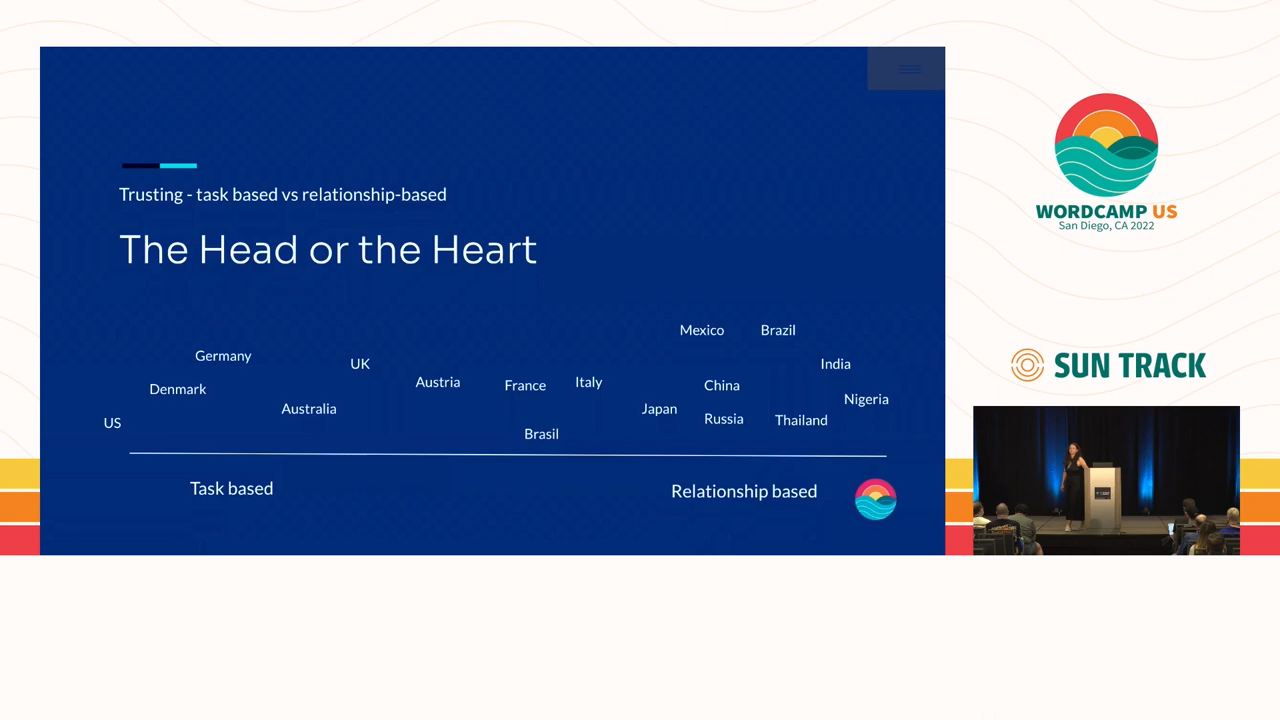 Trusting - task based vs relationship-based
The Head or the Heart
Mexico Brazil
Germany
UK
India
Austria
France
Italy
China
Denmark
Nigeria
Australia
Japan
US
Russia
Thailand
Brasil
Task based
Relationship based
WORDCAMP US
San Diego, CA 2022
SUN TRACK